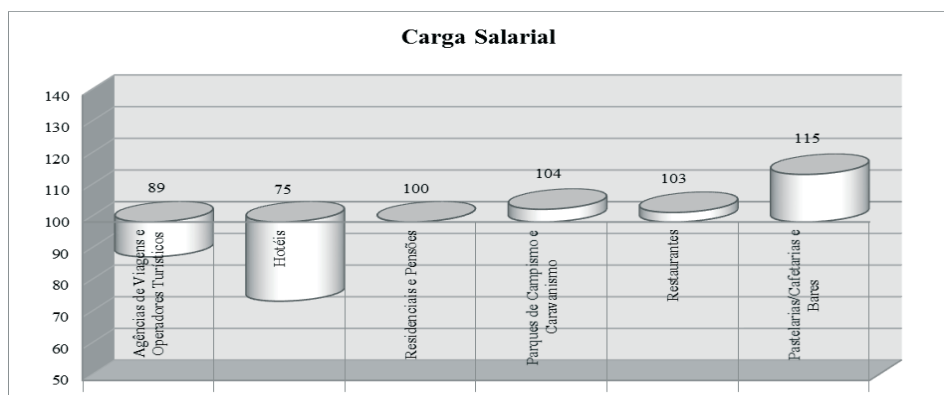 Carga Salarial
140
130
120
110
100
90
80
70
60
50
89
75
100
104
103
115
Agências de Viagens e
Operadores Turísticos
Hotéis
Residenciais e Pensões
Parques de Campismo e
Caravanismo
Restaurantes
Pastelarias/Cafetarias e
Bares